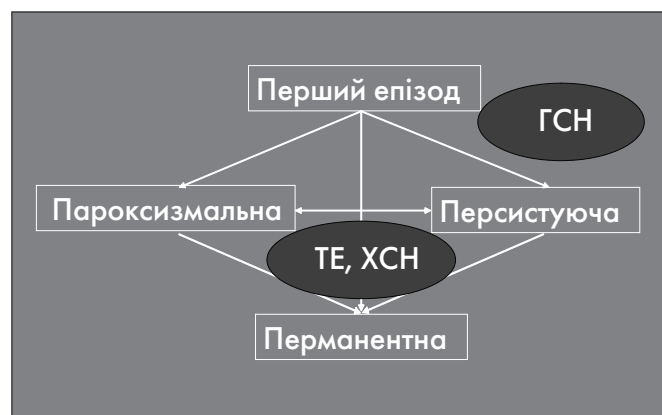 Перший епізод
ГСН
Пароксизмальна
Персистуюча
ТЕ, ХСН
Перманентна